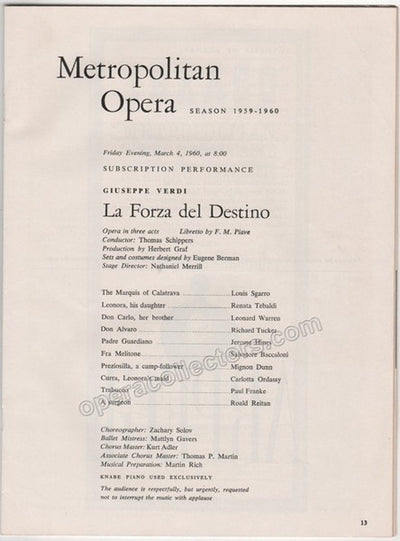 Metropolitan
Opera SEASON 1959-1960
Friday Evening, March 4, 1960, at 8:00
SUBSCRIPTION PERFORMANCE
GIUSEPPE VERDI
La Forza del Destino
Opera in three acts Libretto by F. M. Piave
Conductor: Thomas Schippers
Production by Herbert Graf
Sets and costumes designed by Eugene Berman
Stage Director: Nathaniel Merrill
The Marquis of Calatrava Louis Sgarro
Leonora, his daughter Renata Tebaldi
Don Carlo, her brother Leonard Warren
Don Alvaro Richard Tucker
Padre Guardiano Jerome Hines
Fra Melitone Salvatore Baccaloni
Preziosilla, a camp-follower Mignon Dunn
Curra, Leonora's maid Carlotta Ordassy
Trabucco Paul Franke
A surgeon Roald Reitan
operacollectors.com
Choreographer: Zachary Solov
Ballet Mistress: Mattlyn Gavers
Chorus Master: Kurt Adler
Associate Chorus Master: Thomas P. Martin
Musical Preparation: Martin Rich
KNABE PIANO USED EXCLUSIVELY
The audience is respectfully, but urgently, requested
not to interrupt the music with applause
13